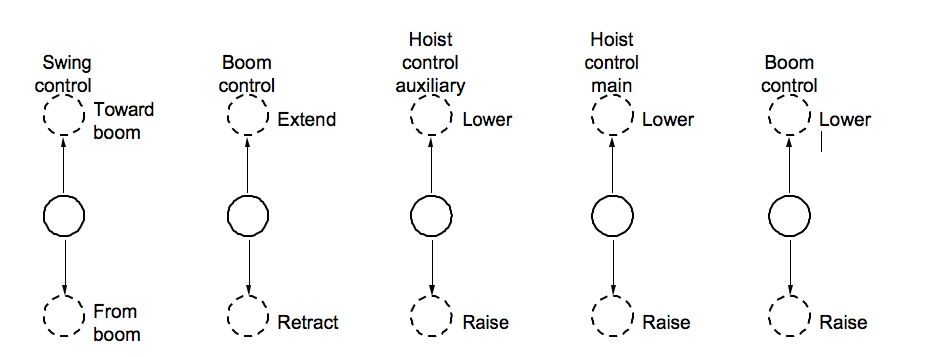 Swing
control
Toward
boom
From
boom
Boom
control
Extend
Retract
Hoist
control
auxiliary
Lower
Raise
Hoist
control
main
Lower
Raise
Boom
control
Lower
Raise